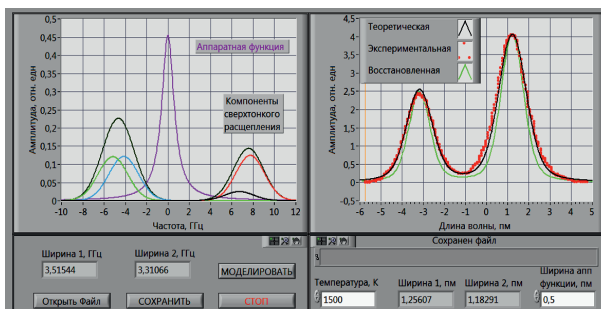 Амплитуда, отн. едн
0,5
0,45
0,4
0,35
0,3
0,25
0,2
0,15
0,1
0,05
0
-10 -8 -6 -4 -2 0 2 4 6 8 10 12
Частота, ГГц
Аппаратная функция
Компоненты
сверхтонкого
расщепления
Амплитуда, отн. едн
4,5
4
3,5
3
2,5
2
1,5
1
0,5
0
-0,5
-6 -5 -4 -3 -2 -1 0 1 2 3 4 5
Длина волны, пм
Теоретическая
Экспериментальная
Восстановленная
Ширина 1, ГГц
3,51544
Ширина 2, ГГц
3,31066
МОДЕЛИРОВАТЬ
Открыть Файл
СОХРАНИТЬ
СТОП
Сохранен файл
Температура, К
1500
Ширина 1, пм
1,25607
Ширина 2, пм
1,18291
Ширина апп
функции, пм
0,5